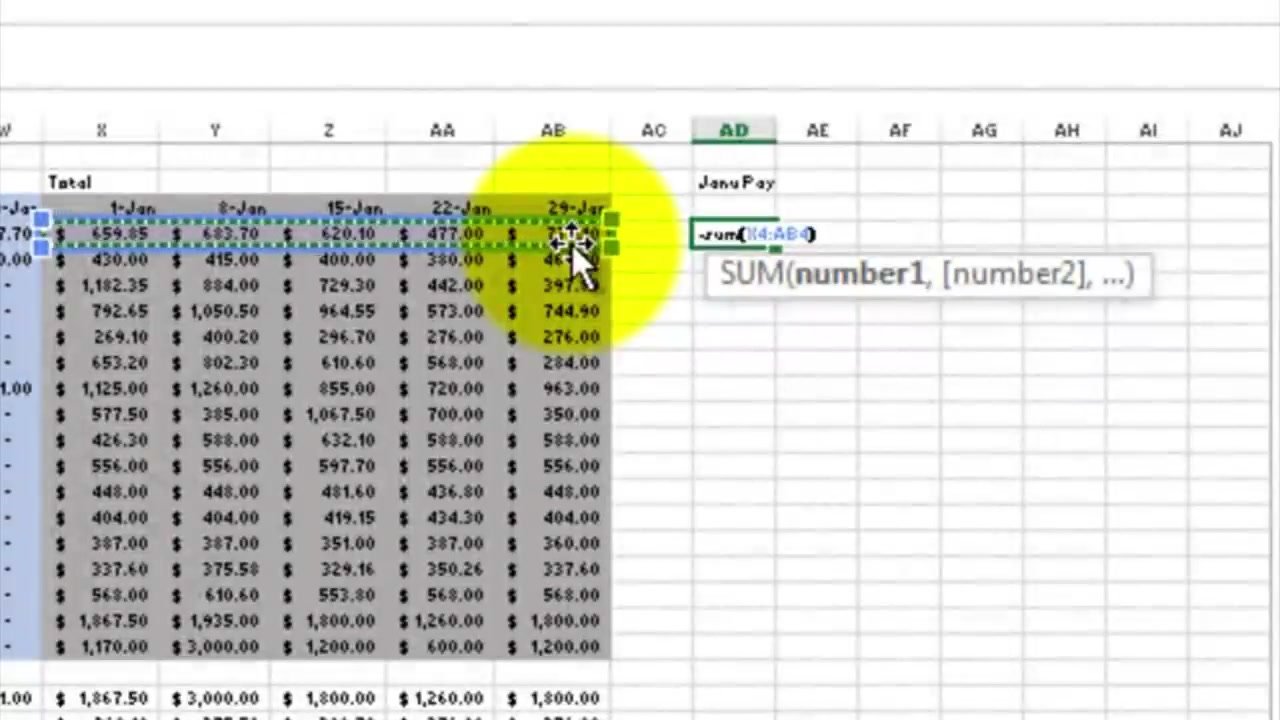 X Y Z AA AB AC AD AE AF AG AH AI AJ
Total Janu Pay
1-Jan 8-Jan 15-Jan 22-Jan 29-Jan
7.70 $ 659.85 $ 683.70 $ 620.10 $ 477.00 $ =sum(X4:AB4)
0.00 $ 430.00 $ 415.00 $ 400.00 $ 380.00 $ SUM(number1, [number2], ...)
- $ 1,182.35 $ 884.00 $ 729.30 $ 442.00 $
- $ 792.65 $ 1,050.50 $ 964.55 $ 573.00 $ 744.90
- $ 269.10 $ 400.20 $ 296.70 $ 276.00 $ 276.00
- $ 653.20 $ 802.30 $ 610.60 $ 568.00 $ 284.00
1.00 $ 1,125.00 $ 1,260.00 $ 855.00 $ 720.00 $ 963.00
- $ 577.50 $ 385.00 $ 1,067.50 $ 700.00 $ 350.00
- $ 426.30 $ 588.00 $ 632.10 $ 588.00 $ 588.00
- $ 556.00 $ 556.00 $ 597.70 $ 556.00 $ 556.00
- $ 448.00 $ 448.00 $ 481.60 $ 436.80 $ 448.00
- $ 404.00 $ 404.00 $ 419.15 $ 434.30 $ 404.00
- $ 387.00 $ 387.00 $ 351.00 $ 387.00 $ 360.00
- $ 337.60 $ 375.58 $ 329.16 $ 350.26 $ 337.60
- $ 568.00 $ 610.60 $ 553.80 $ 568.00 $ 568.00
- $ 1,867.50 $ 1,935.00 $ 1,800.00 $ 1,260.00 $ 1,800.00
- $ 1,170.00 $ 3,000.00 $ 1,200.00 $ 600.00 $ 1,200.00
1.00 $ 1,867.50 $ 3,000.00 $ 1,800.00 $ 1,260.00 $ 1,800.00